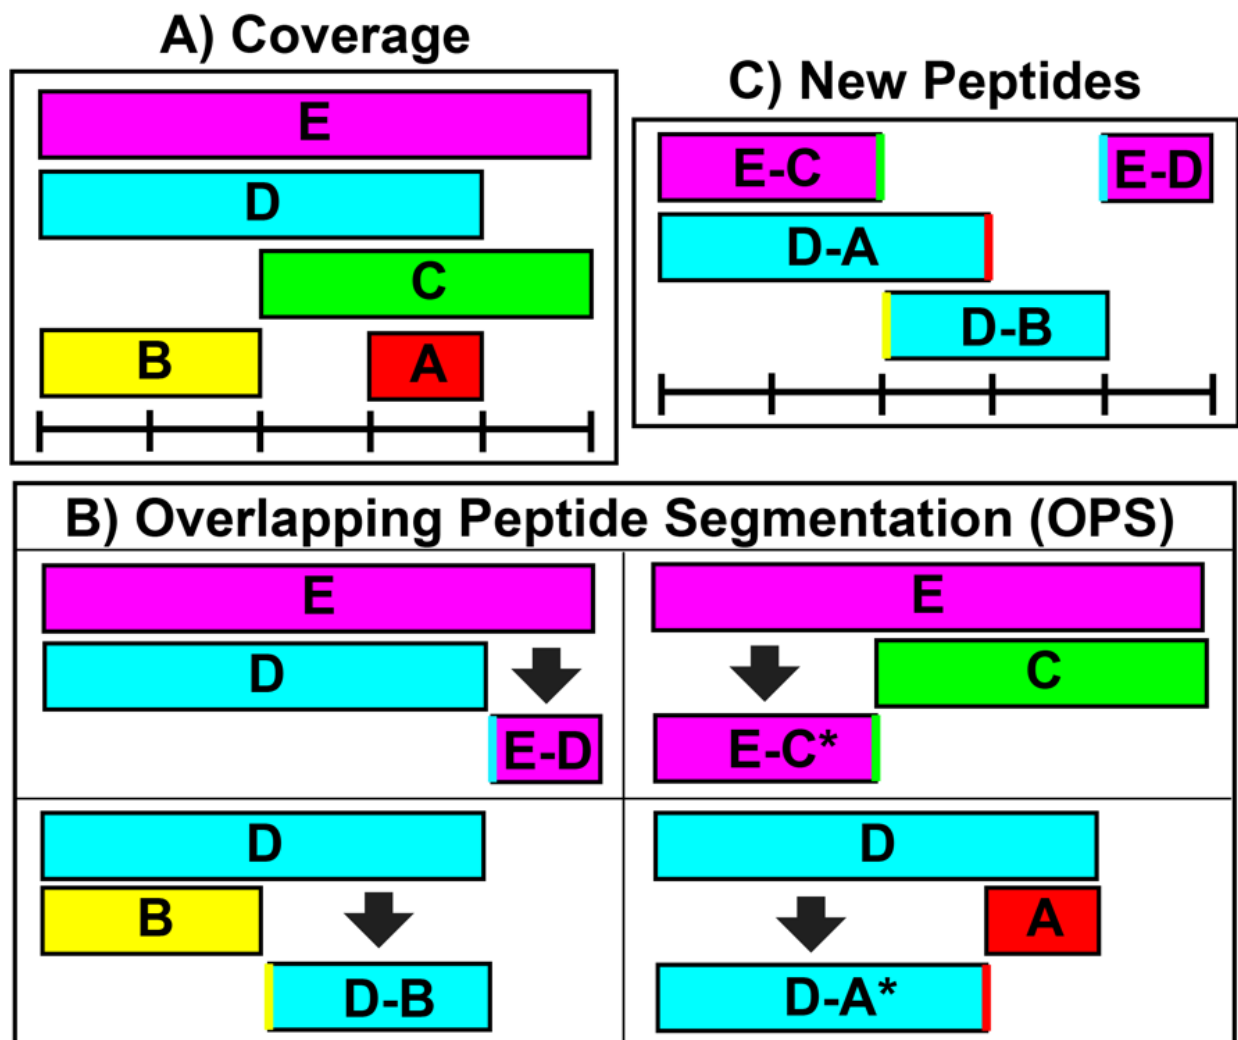 A) Coverage
E
D
C
B
A
C) New Peptides
E-C
E-D
D-A
D-B
B) Overlapping Peptide Segmentation (OPS)
E
D
E-D
E
C
E-C*
D
B
D-B
D
A
D-A*